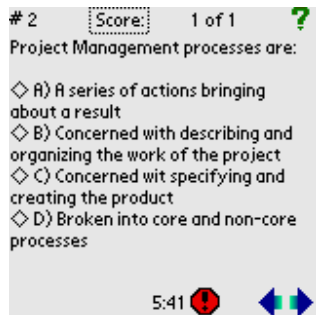 # 2 Score: 1 of 1 ?
Project Management processes are:
A) A series of actions bringing
about a result
B) Concerned with describing and
organizing the work of the project
C) Concerned wit specifying and
creating the product
D) Broken into core and non-core
processes
5:41 !